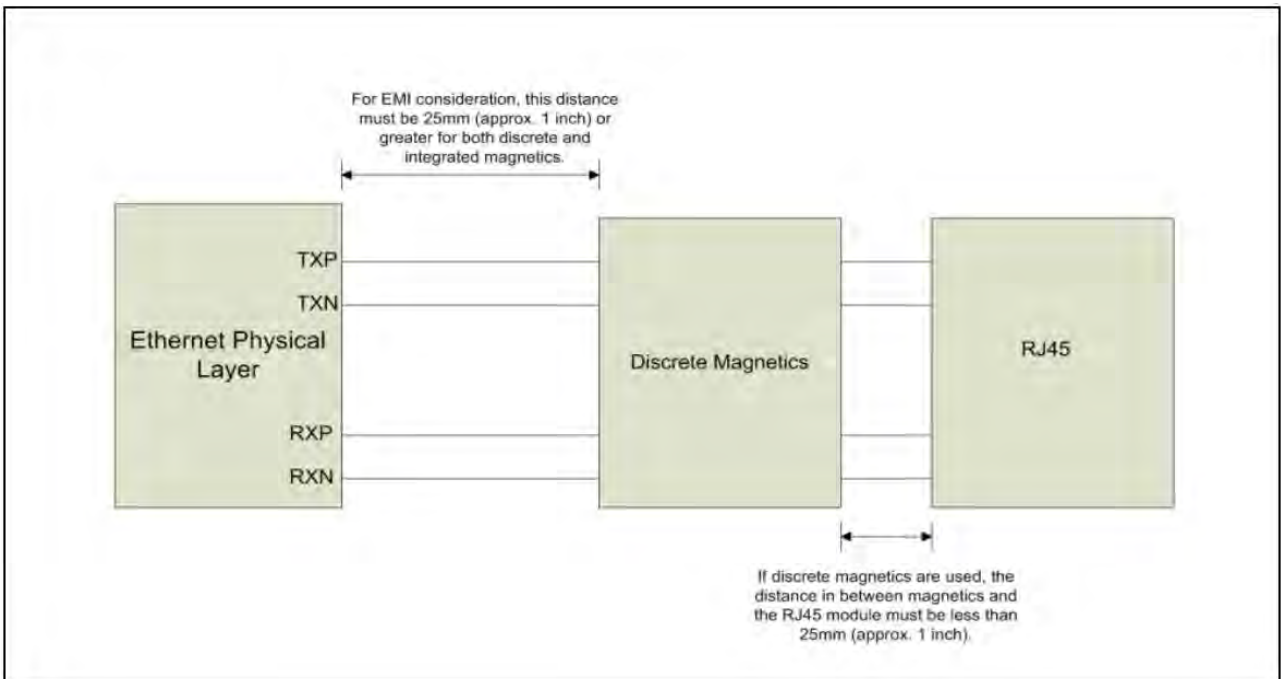 For EMI consideration, this distance
must be 25mm (approx. 1 inch) or
greater for both discrete and
integrated magnetics.
TXP
TXN
Ethernet Physical
Layer
RXP
RXN
Discrete Magnetics
RJ45
If discrete magnetics are used, the
distance in between magnetics and
the RJ45 module must be less than
25mm (approx. 1 inch).